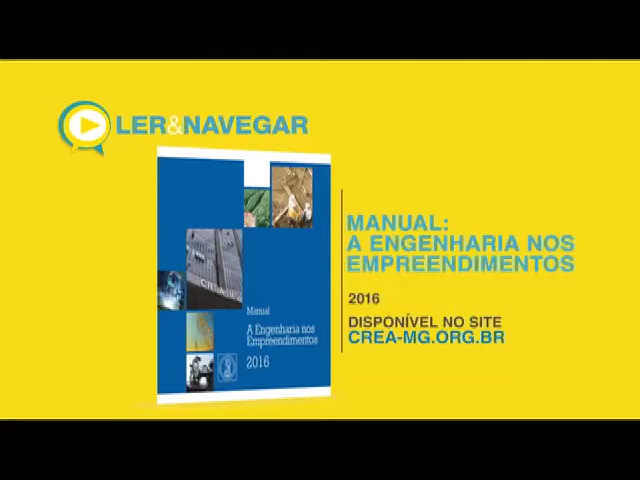 LER&NAVEGAR
Manual
A Engenharia nos
Empreendimentos
2016
MANUAL:
A ENGENHARIA NOS
EMPREENDIMENTOS
2016
DISPONÍVEL NO SITE
CREA-MG.ORG.BR